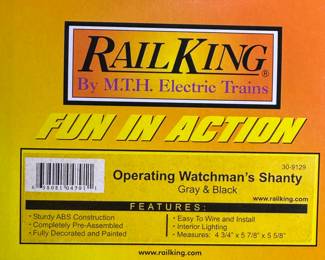 RAILKING®
By M.T.H. Electric Trains
FUN IN ACTION
30-9129
Operating Watchman's Shanty
Gray & Black
www.railking.com
FEATURES:
• Sturdy ABS Construction
• Completely Pre-Assembled
• Fully Decorated and Painted
• Easy To Wire and Install
• Interior Lighting
• Measures: 4 3/4" x 5 7/8" x 5 5/8"
www.railking.com